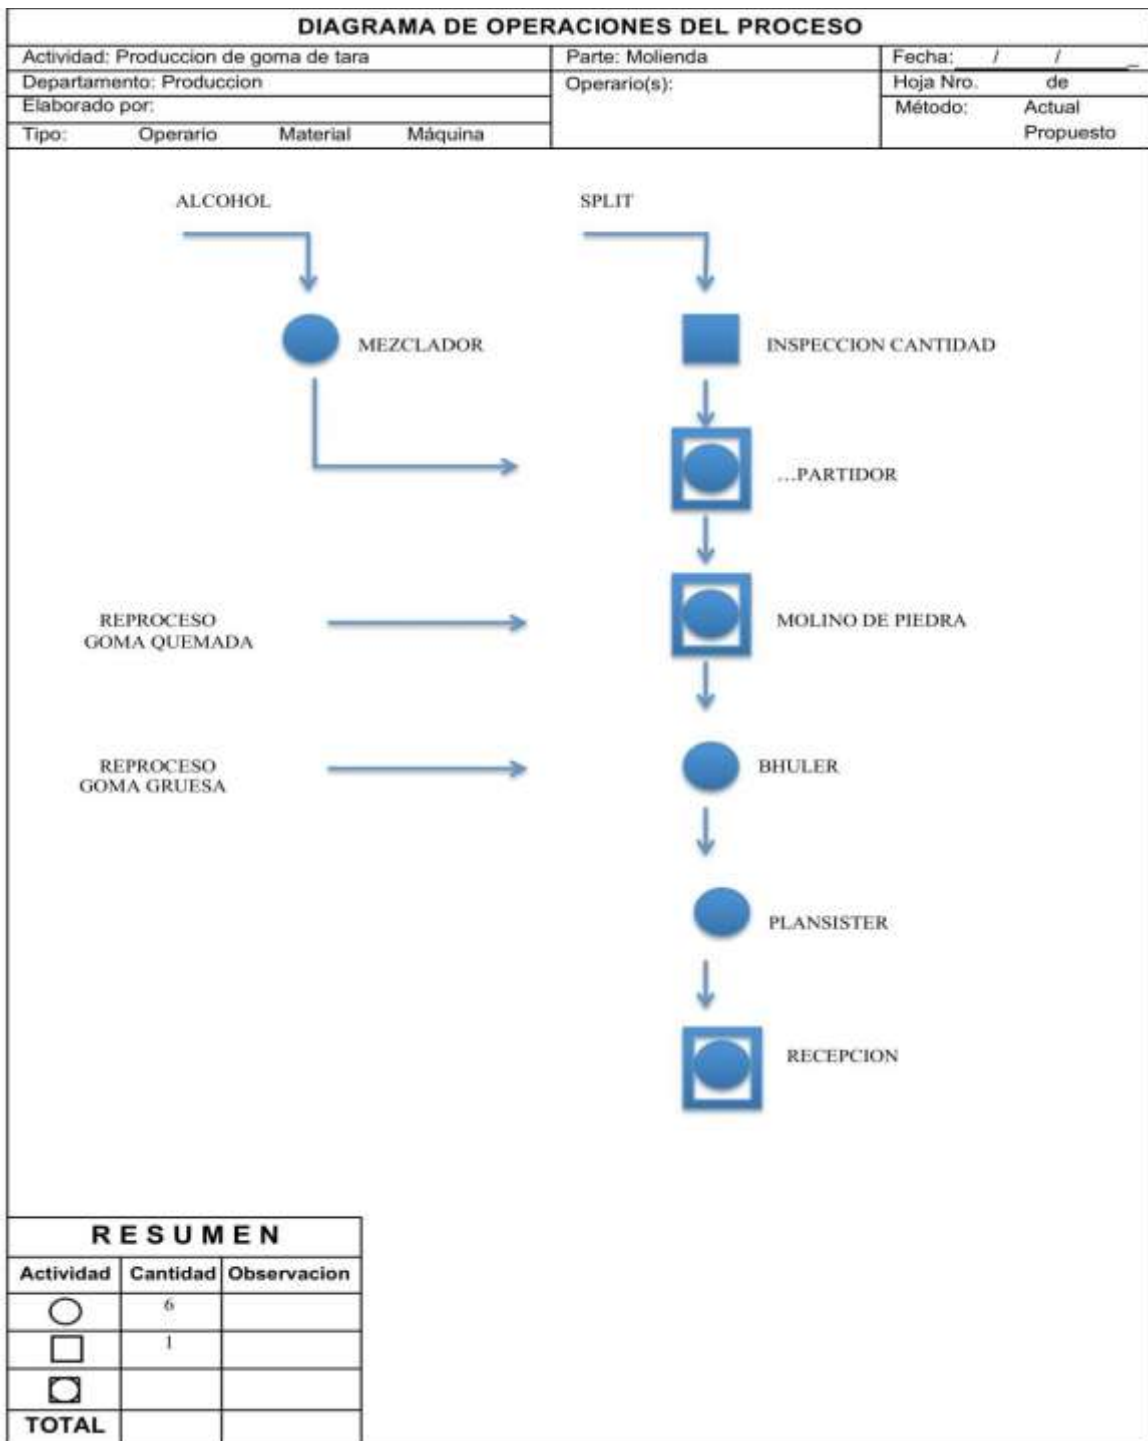 DIAGRAMA DE OPERACIONES DEL PROCESO
Actividad: Produccion de goma de tara
Parte: Molienda
Fecha: / / _
Departamento: Produccion
Operario(s):
Hoja Nro. de
Elaborado por:
Método: Actual
Tipo: Operario Material Máquina
Propuesto
ALCOHOL
SPLIT
MEZCLADOR
INSPECCION CANTIDAD
...PARTIDOR
REPROCESO
GOMA QUEMADA
MOLINO DE PIEDRA
REPROCESO
GOMA GRUESA
BHULER
PLANSISTER
RECEPCION
RESUMEN
Actividad Cantidad Observacion
6
1
TOTAL